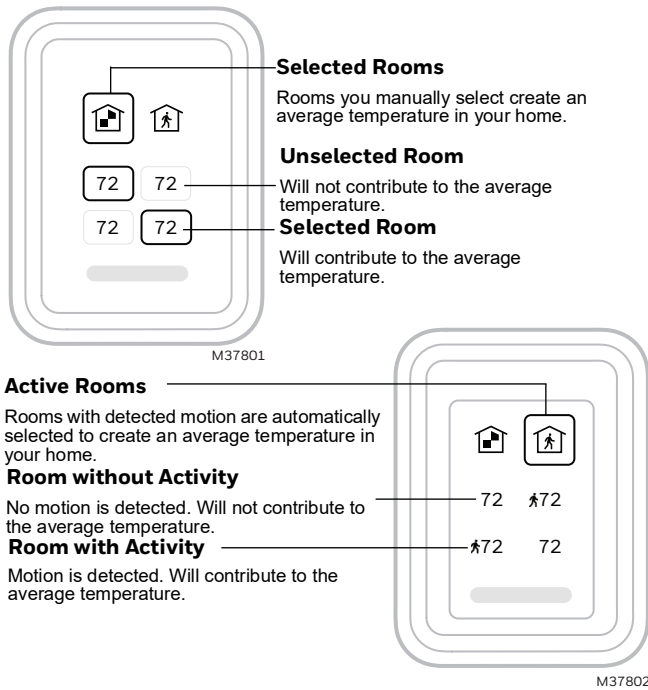 Selected Rooms
Rooms you manually select create an
average temperature in your home.
Unselected Room
72 72
Will not contribute to the average
temperature.
Selected Room
72 72
Will contribute to the average
temperature.
M37801
Active Rooms
Rooms with detected motion are automatically
selected to create an average temperature in
your home.
Room without Activity
No motion is detected. Will not contribute to
the average temperature.
72 72
Room with Activity
72 72
Motion is detected. Will contribute to the
average temperature.
M37802